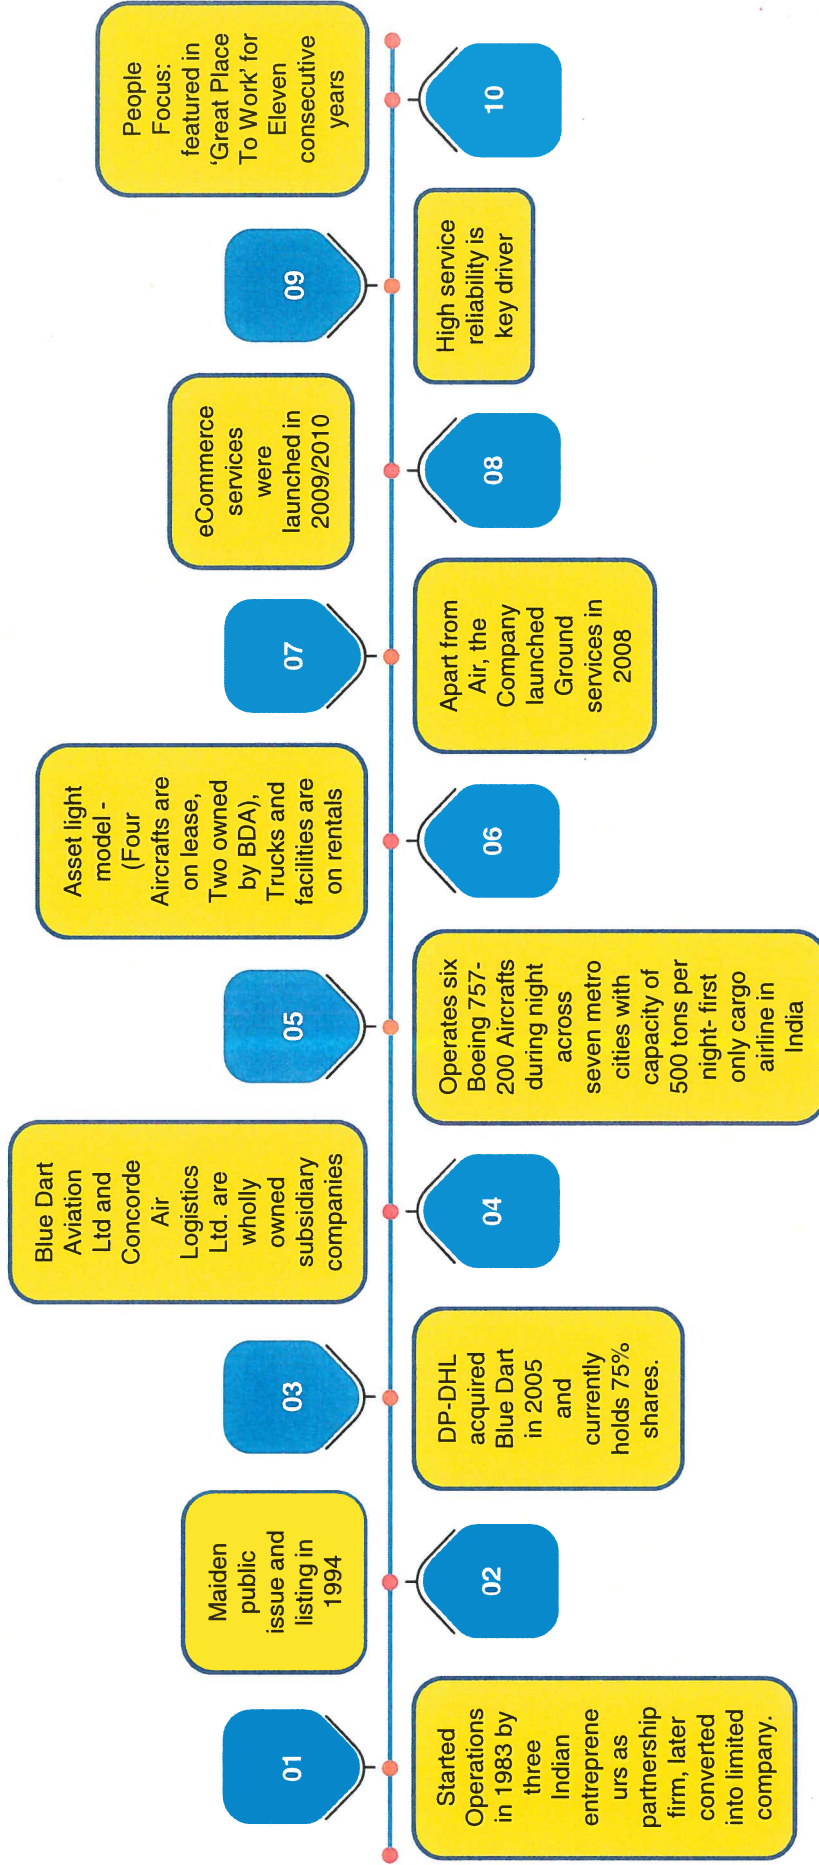 01
Started
Operations
in 1983 by
three
Indian
entreprene
urs as
partnership
firm, later
converted
into limited
company.
02
Maiden
public
issue and
listing in
1994
03
DP-DHL
acquired
Blue Dart
in 2005
and
currently
holds 75%
shares.
04
Blue Dart
Aviation
Ltd and
Concorde
Air
Logistics
Ltd. are
wholly
owned
subsidiary
companies
05
Operates six
Boeing 757-
200 Aircrafts
during night
across
seven metro
cities with
capacity of
500 tons per
night- first
only cargo
airline in
India
06
Asset light
model -
(Four
Aircrafts are
on lease,
Two owned
by BDA),
Trucks and
facilities are
on rentals
07
Apart from
Air, the
Company
launched
Ground
services in
2008
08
eCommerce
services
were
launched in
2009/2010
09
High service
reliability is
key driver
10
People
Focus:
featured in
‘Great Place
To Work’ for
Eleven
consecutive
years